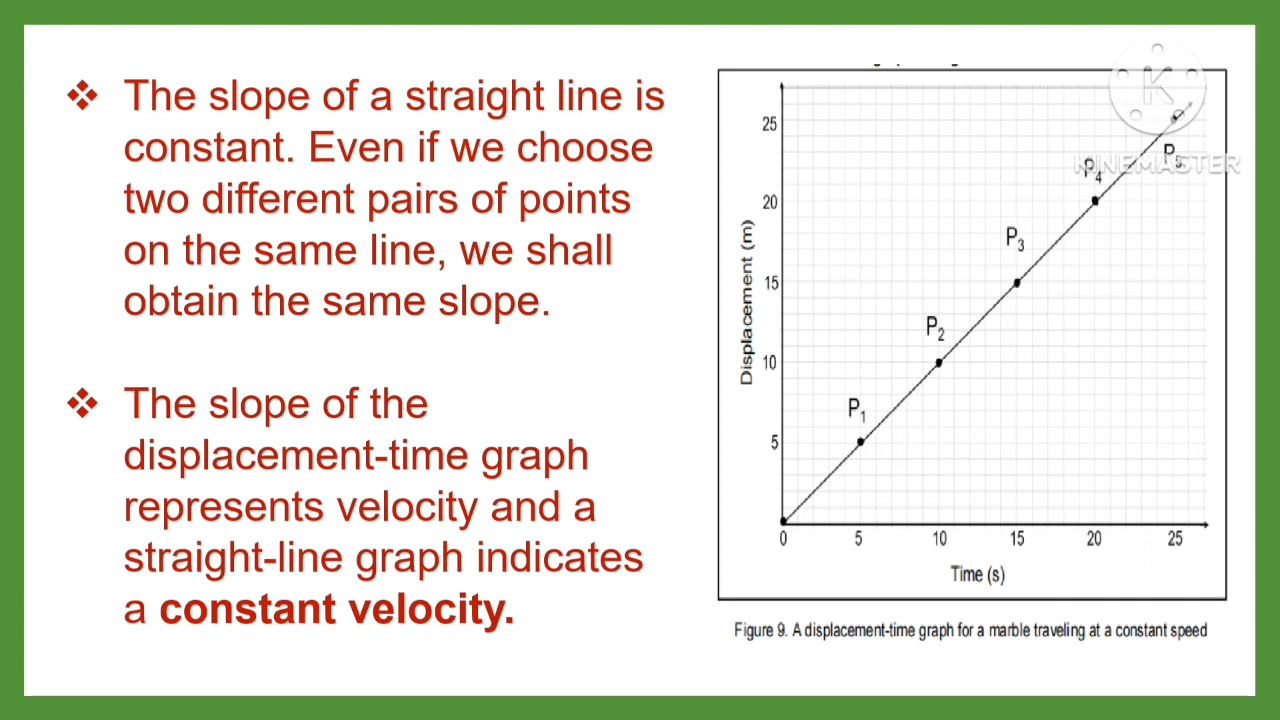 ❖ The slope of a straight line is
constant. Even if we choose
two different pairs of points
on the same line, we shall
obtain the same slope.
❖ The slope of the
displacement-time graph
represents velocity and a
straight-line graph indicates
a constant velocity.
K
KINEMASTER
25
20
15
10
5
Displacement (m)
P₁
P₂
P₃
P₄
P₅
0 5 10 15 20 25
Time (s)
Figure 9. A displacement-time graph for a marble traveling at a constant speed